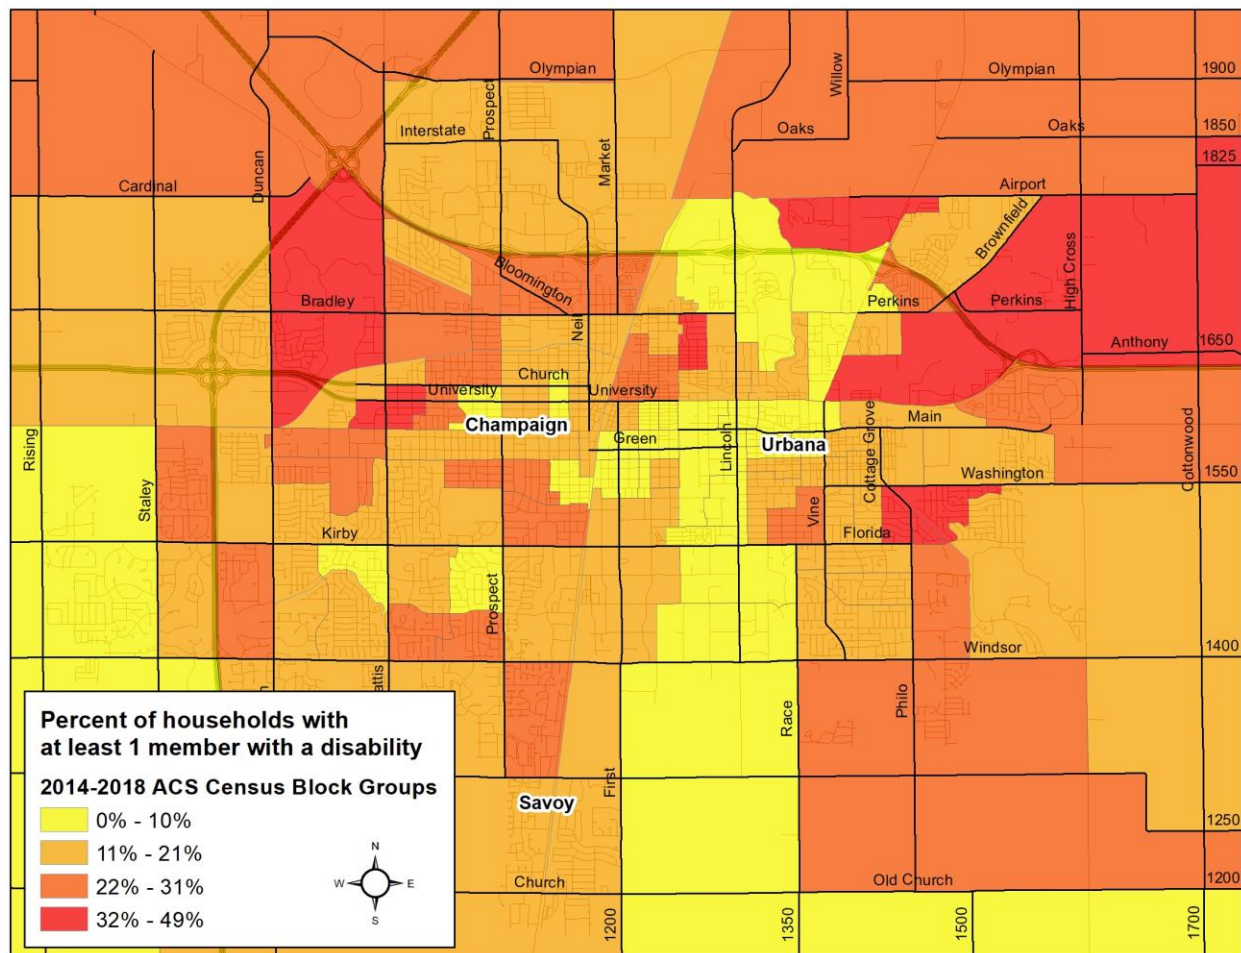 Olympian
Olympian
1900
Willow
Prospect
Interstate
Market
Oaks
Oaks
1850
1825
Duncan
Cardinal
Airport
Brownfield
High Cross
Bloomington
Bradley
Perkins
Perkins
Neil
Anthony
1650
Church
University
University
Main
Champaign
Green
Urbana
Lincoln
Cottage Grove
Rising
Staley
Washington
1550
Cottonwood
Vine
Kirby
Florida
Prospect
Windsor
1400
attis
n
Race
Philo
First
Savoy
1250
Church
Old Church
1200
1200
1350
1500
1700
Percent of households with
at least 1 member with a disability
2014-2018 ACS Census Block Groups
0% - 10%
11% - 21%
22% - 31%
32% - 49%
N
W E
S